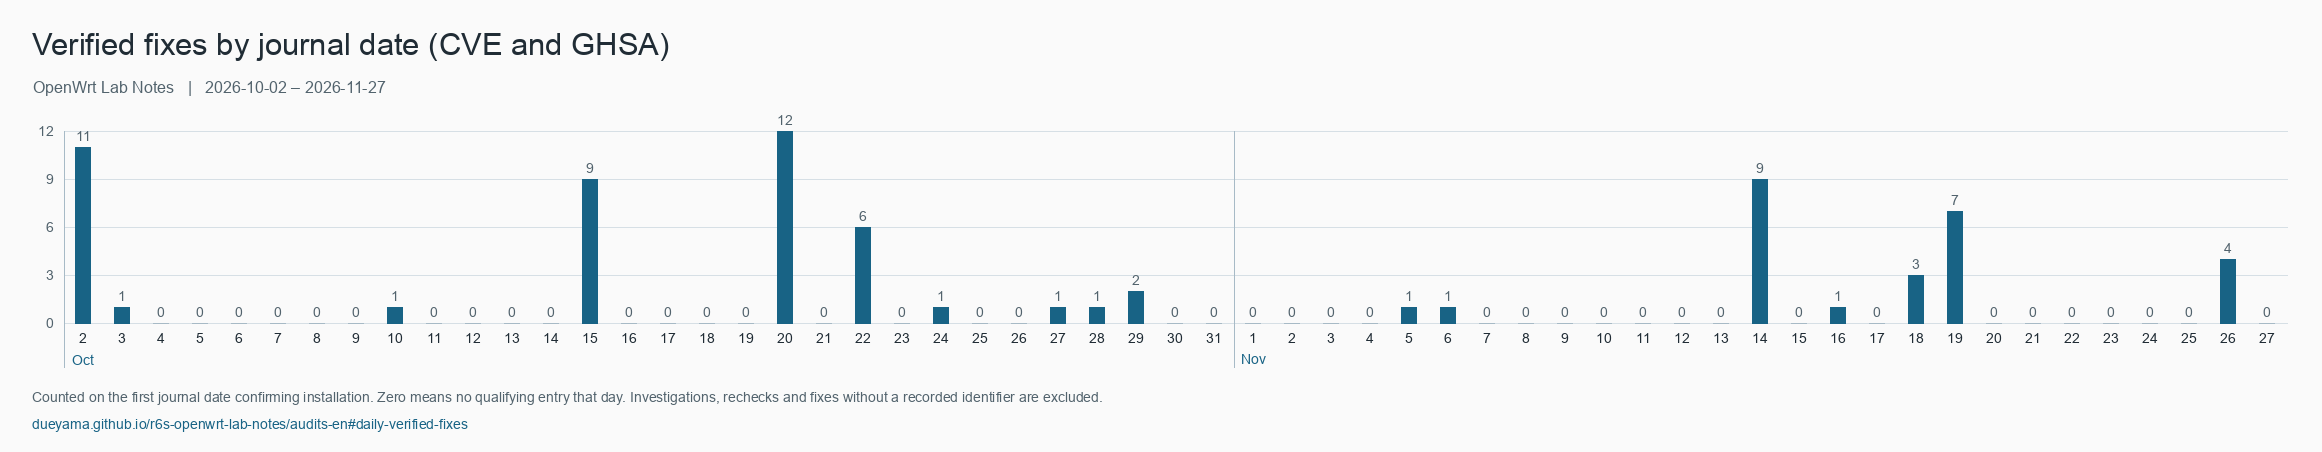 Verified fixes by journal date (CVE and GHSA)
OpenWrt Lab Notes | 2026-10-02 – 2026-11-27
12 11 1 0 0 0 0 0 0 1 0 0 0 0 9 0 0 0 0 12 0 6 0 1 0 0 1 1 2 0 0 0 0 0 0 1 1 0 0 0 0 0 0 0 9 0 1 0 3 7 0 0 0 0 0 0 4 0
9
6
3
0
2 3 4 5 6 7 8 9 10 11 12 13 14 15 16 17 18 19 20 21 22 23 24 25 26 27 28 29 30 31 1 2 3 4 5 6 7 8 9 10 11 12 13 14 15 16 17 18 19 20 21 22 23 24 25 26 27
Oct Nov
Counted on the first journal date confirming installation. Zero means no qualifying entry that day. Investigations, rechecks and fixes without a recorded identifier are excluded.
dueyama.github.io/r6s-openwrt-lab-notes/audits-en#daily-verified-fixes